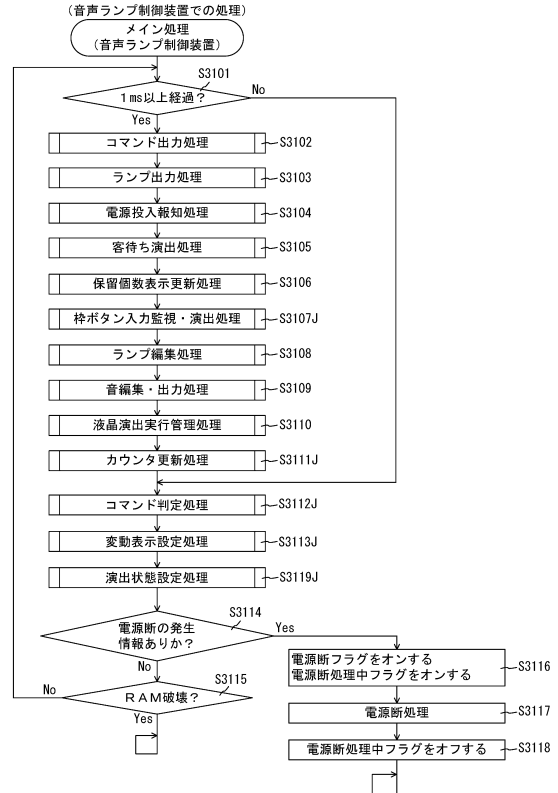 (音声ランプ制御装置での処理)
メイン処理
(音声ランプ制御装置)
S3101
1ms以上経過?
No
Yes
コマンド出力処理 S3102
ランプ出力処理 S3103
電源投入報知処理 S3104
客待ち演出処理 S3105
保留個数表示更新処理 S3106
枠ボタン入力監視・演出処理 S3107J
ランプ編集処理 S3108
音編集・出力処理 S3109
液晶演出実行管理処理 S3110
カウンタ更新処理 S3111J
コマンド判定処理 S3112J
変動表示設定処理 S3113J
演出状態設定処理 S3119J
S3114
電源断の発生
情報ありか?
Yes
No
電源断フラグをオンする
電源断処理中フラグをオンする
S3116
S3115
RAM破壊?
No
Yes
電源断処理 S3117
電源断処理中フラグをオフする S3118